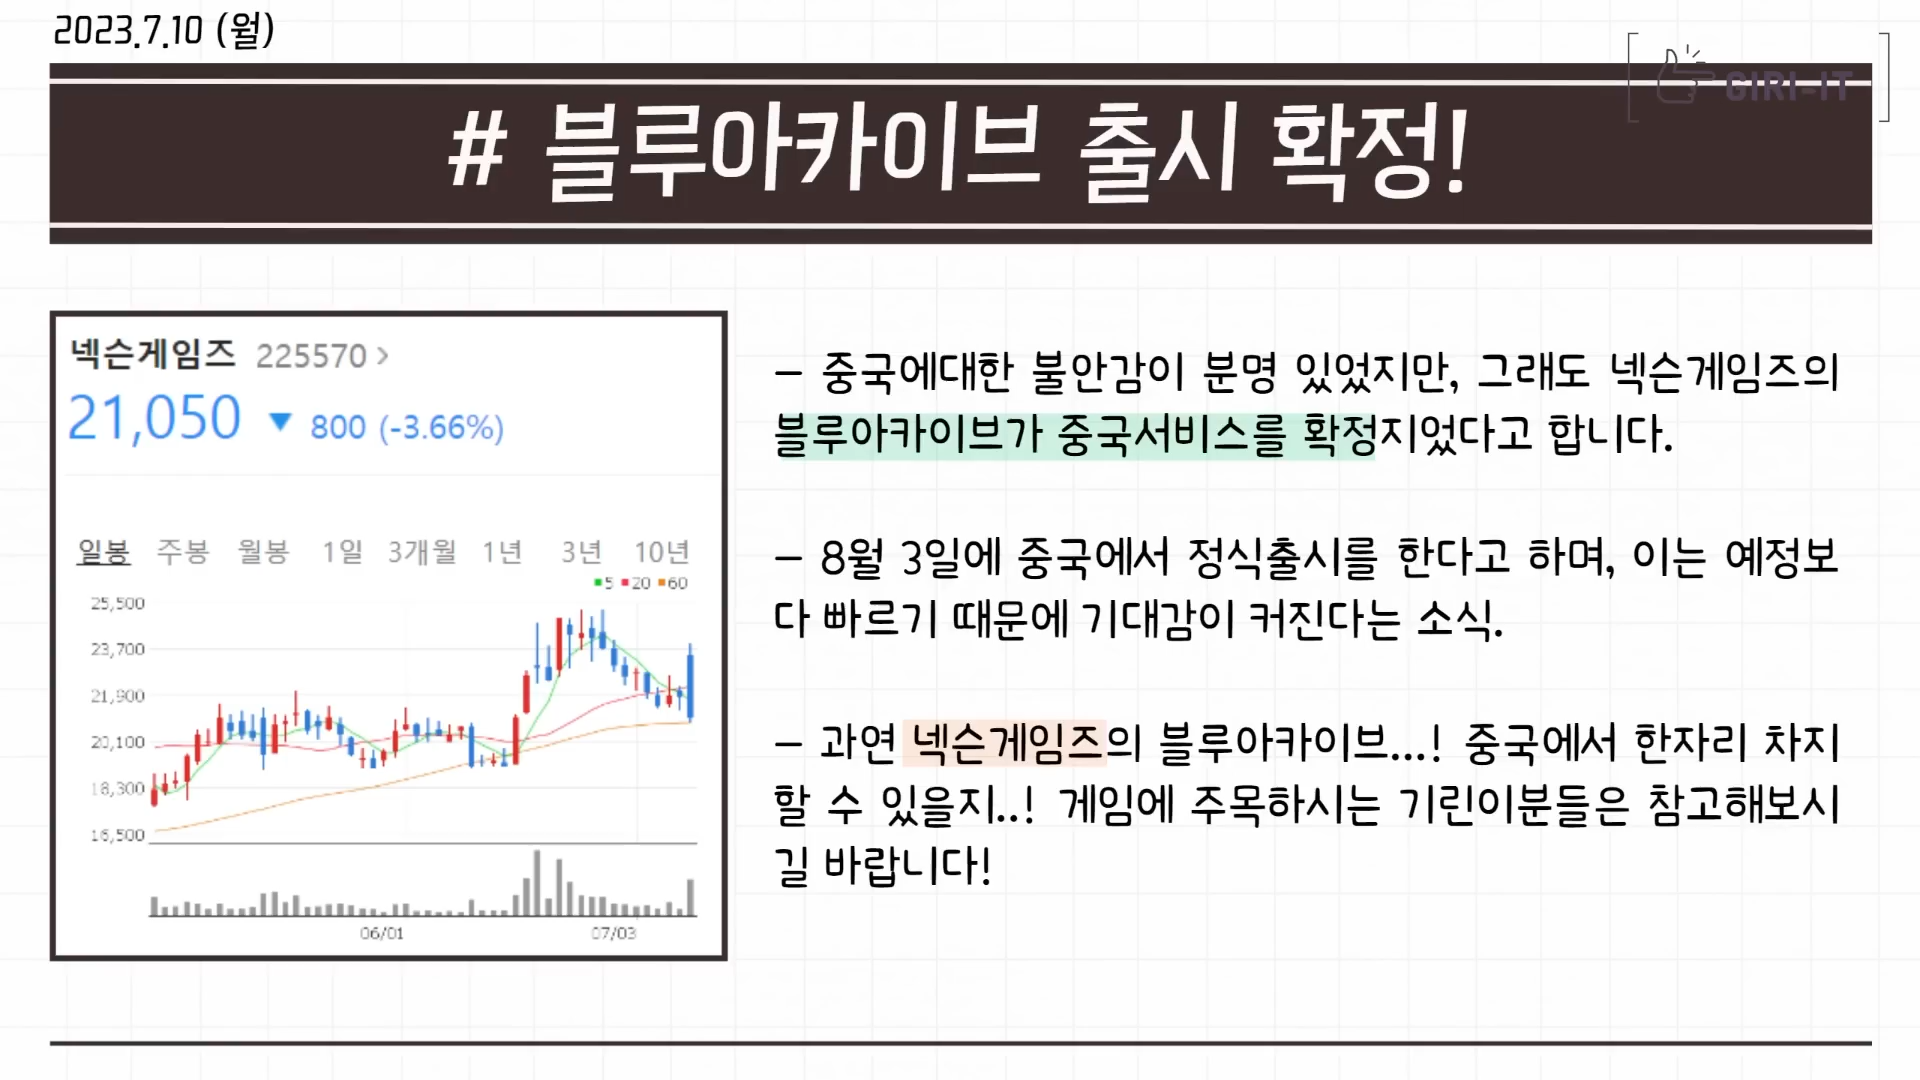 2023.7.10 (월)
GIRI-IT
# 블루아카이브 출시 확정!
넥슨게임즈 225570 >
21,050 ▼ 800 (-3.66%)
일봉 주봉 월봉 1일 3개월 1년 3년 10년
5 20 60
25,500
23,700
21,900
20,100
18,300
16,500
06/01 07/03
– 중국에대한 불안감이 분명 있었지만, 그래도 넥슨게임즈의
블루아카이브가 중국서비스를 확정지었다고 합니다.
– 8월 3일에 중국에서 정식출시를 한다고 하며, 이는 예정보
다 빠르기 때문에 기대감이 커진다는 소식.
– 과연 넥슨게임즈의 블루아카이브...! 중국에서 한자리 차지
할 수 있을지..! 게임에 주목하시는 기린이분들은 참고해보시
길 바랍니다!